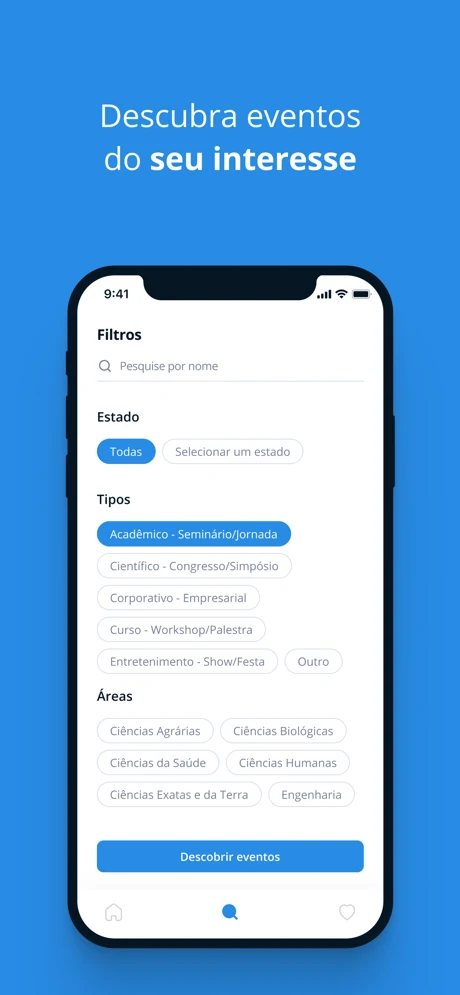 Descubra eventos
do seu interesse
9:41
Filtros
Pesquise por nome
Estado
Todas Selecionar um estado
Tipos
Acadêmico - Seminário/Jornada
Científico - Congresso/Simpósio
Corporativo - Empresarial
Curso - Workshop/Palestra
Entretenimento - Show/Festa Outro
Áreas
Ciências Agrárias Ciências Biológicas
Ciências da Saúde Ciências Humanas
Ciências Exatas e da Terra Engenharia
Descobrir eventos